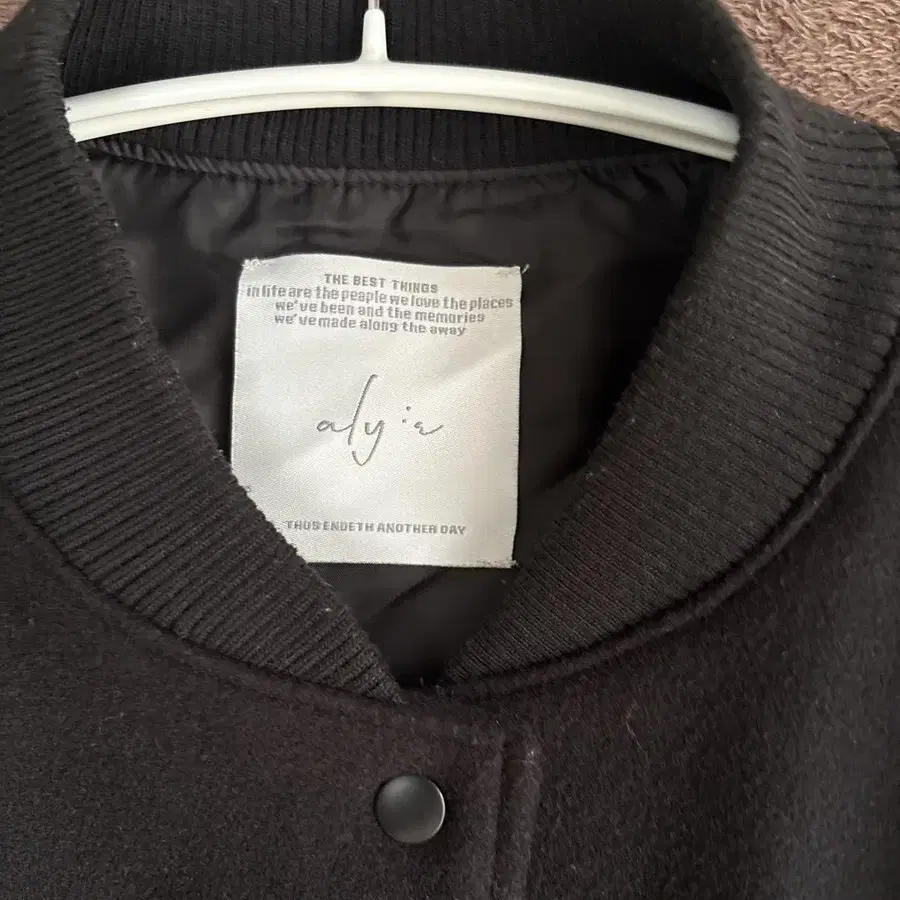 THE BEST THINGS
in life are the peaple we love the places
we've been and the memories
we've made along the away
aly:r
THUS ENDETH ANOTHER DAY